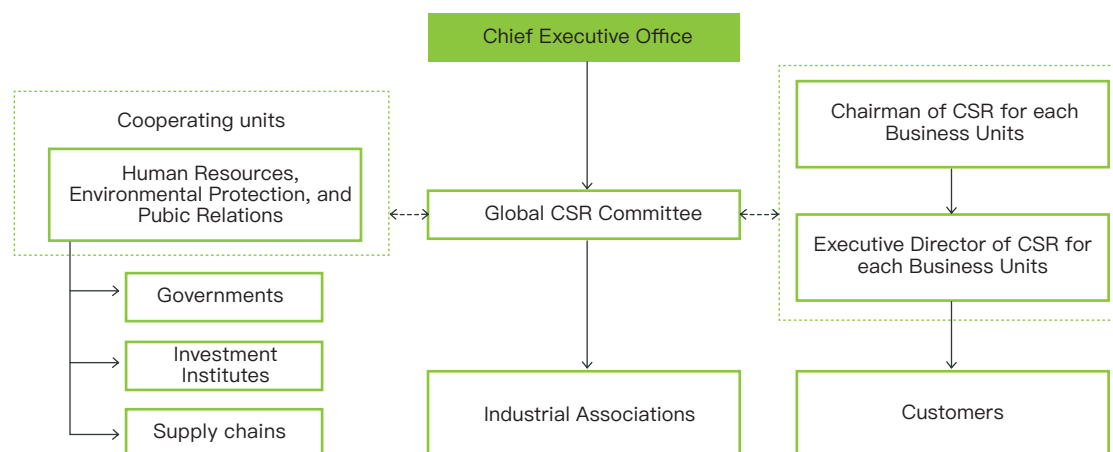 Chief Executive Office
Cooperating units
Human Resources,
Environmental Protection, and
Pubic Relations
Governments
Investment
Institutes
Supply chains
Global CSR Committee
Industrial Associations
Chairman of CSR for each
Business Units
Executive Director of CSR for
each Business Units
Customers